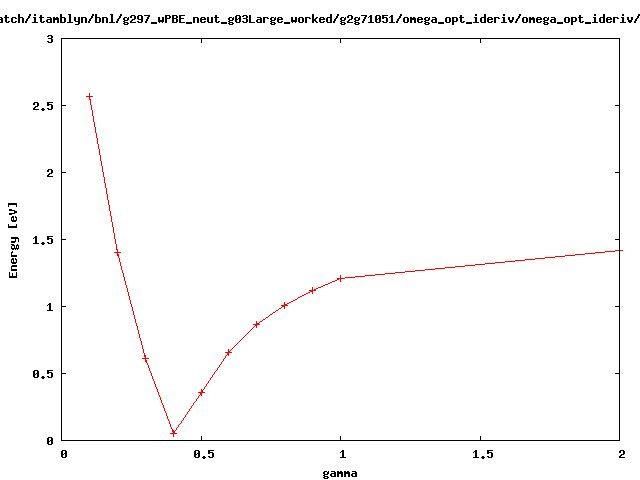 atch/itamblyn/bnl/g297_wPBE_neut_g03Large_worked/g2g71051/omega_opt_ideriv/omega_opt_ideriv/
3
2.5
2
1.5
1
0.5
0
Energy [eV]
0 0.5 1 1.5 2
gamma